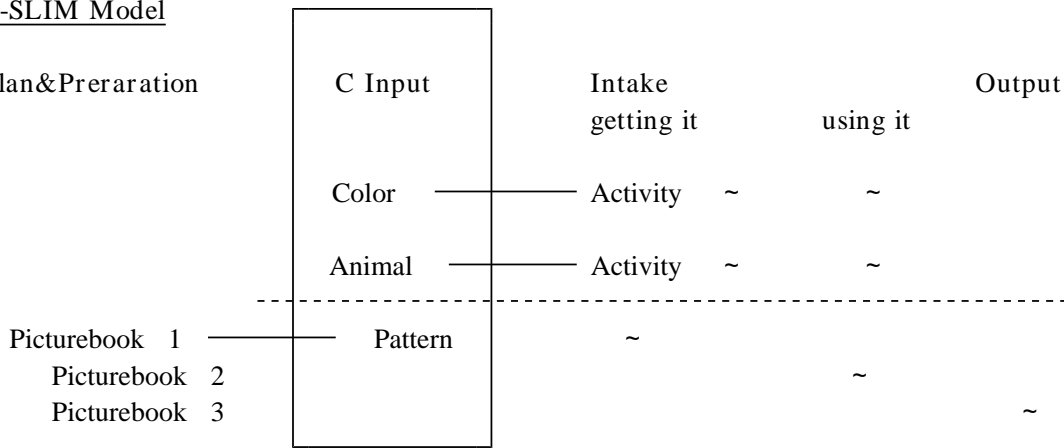 -SLIM Model
lan&Preraration C Input Intake Output
getting it using it
Color Activity ~ ~
Animal Activity ~ ~
Picturebook 1 Pattern ~
Picturebook 2 ~
Picturebook 3 ~